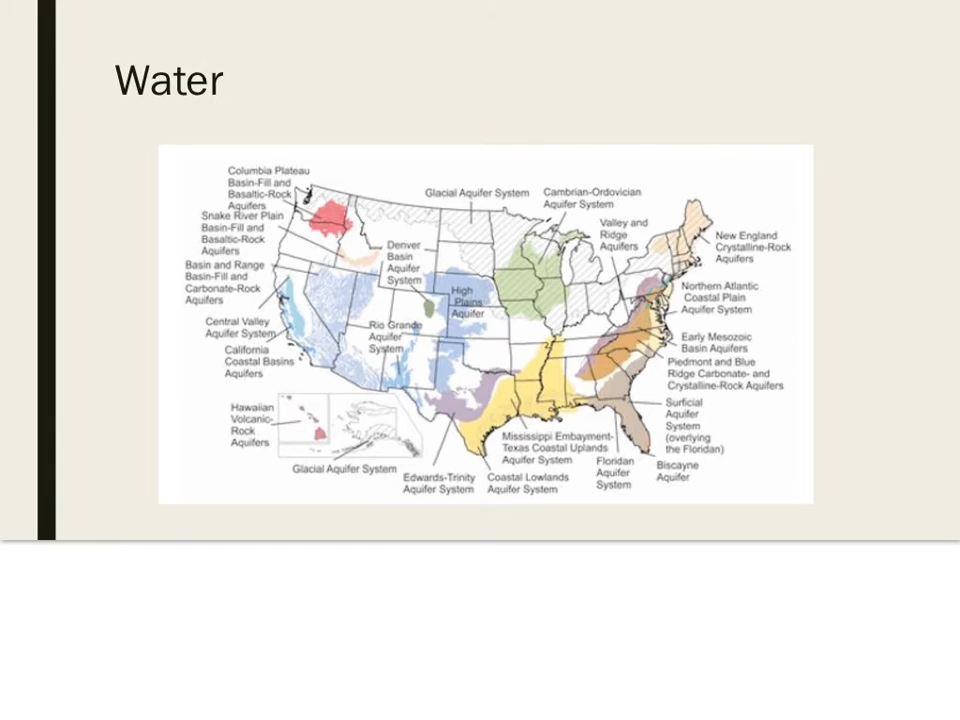 Water
Columbia Plateau
Basin-Fill and
Basaltic-Rock
Aquifers
Snake River Plain
Basin-Fill and
Basaltic-Rock
Aquifers
Basin and Range
Basin-Fill and
Carbonate-Rock
Aquifers
Central Valley
Aquifer System
California
Coastal Basins
Aquifers
Hawaiian
Volcanic-
Rock
Aquifers
Glacial Aquifer System
Glacial Aquifer System
Denver
Basin
Aquifer
System
High
Plains
Aquifer
Rio Grande
Aquifer
System
Cambrian-Ordovician
Aquifer System
Valley and
Ridge
Aquifers
New England
Crystalline-Rock
Aquifers
Northern Atlantic
Coastal Plain
Aquifer System
Early Mesozoic
Basin Aquifers
Piedmont and Blue
Ridge Carbonate- and
Crystalline-Rock Aquifers
Surficial
Aquifer
System
(overlying
the Floridan)
Biscayne
Aquifer
Floridan
Aquifer
System
Mississippi Embayment-
Texas Coastal Uplands
Aquifer System
Coastal Lowlands
Aquifer System
Edwards-Trinity
Aquifer System